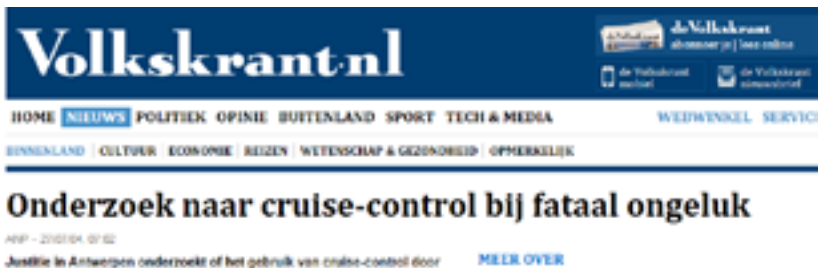 Volkskrant.nl
de Volkskrant
abonneer je | lees online
de Volkskrant mobiel
de Volkskrant nieuwsbrief
HOME NIEUWS POLITIEK OPINIE BUITENLAND SPORT TECH & MEDIA WEBWINKEL SERVICE
BINNENLAND CULTUUR ECONOMIE REIZEN WETENSCHAP & GEZONDHEID OPMERKELIJK
Onderzoek naar cruise-control bij fataal ongeluk
ANP –
Justitie in Antwerpen onderzoekt of het gebruik van cruise-control door
MEER OVER